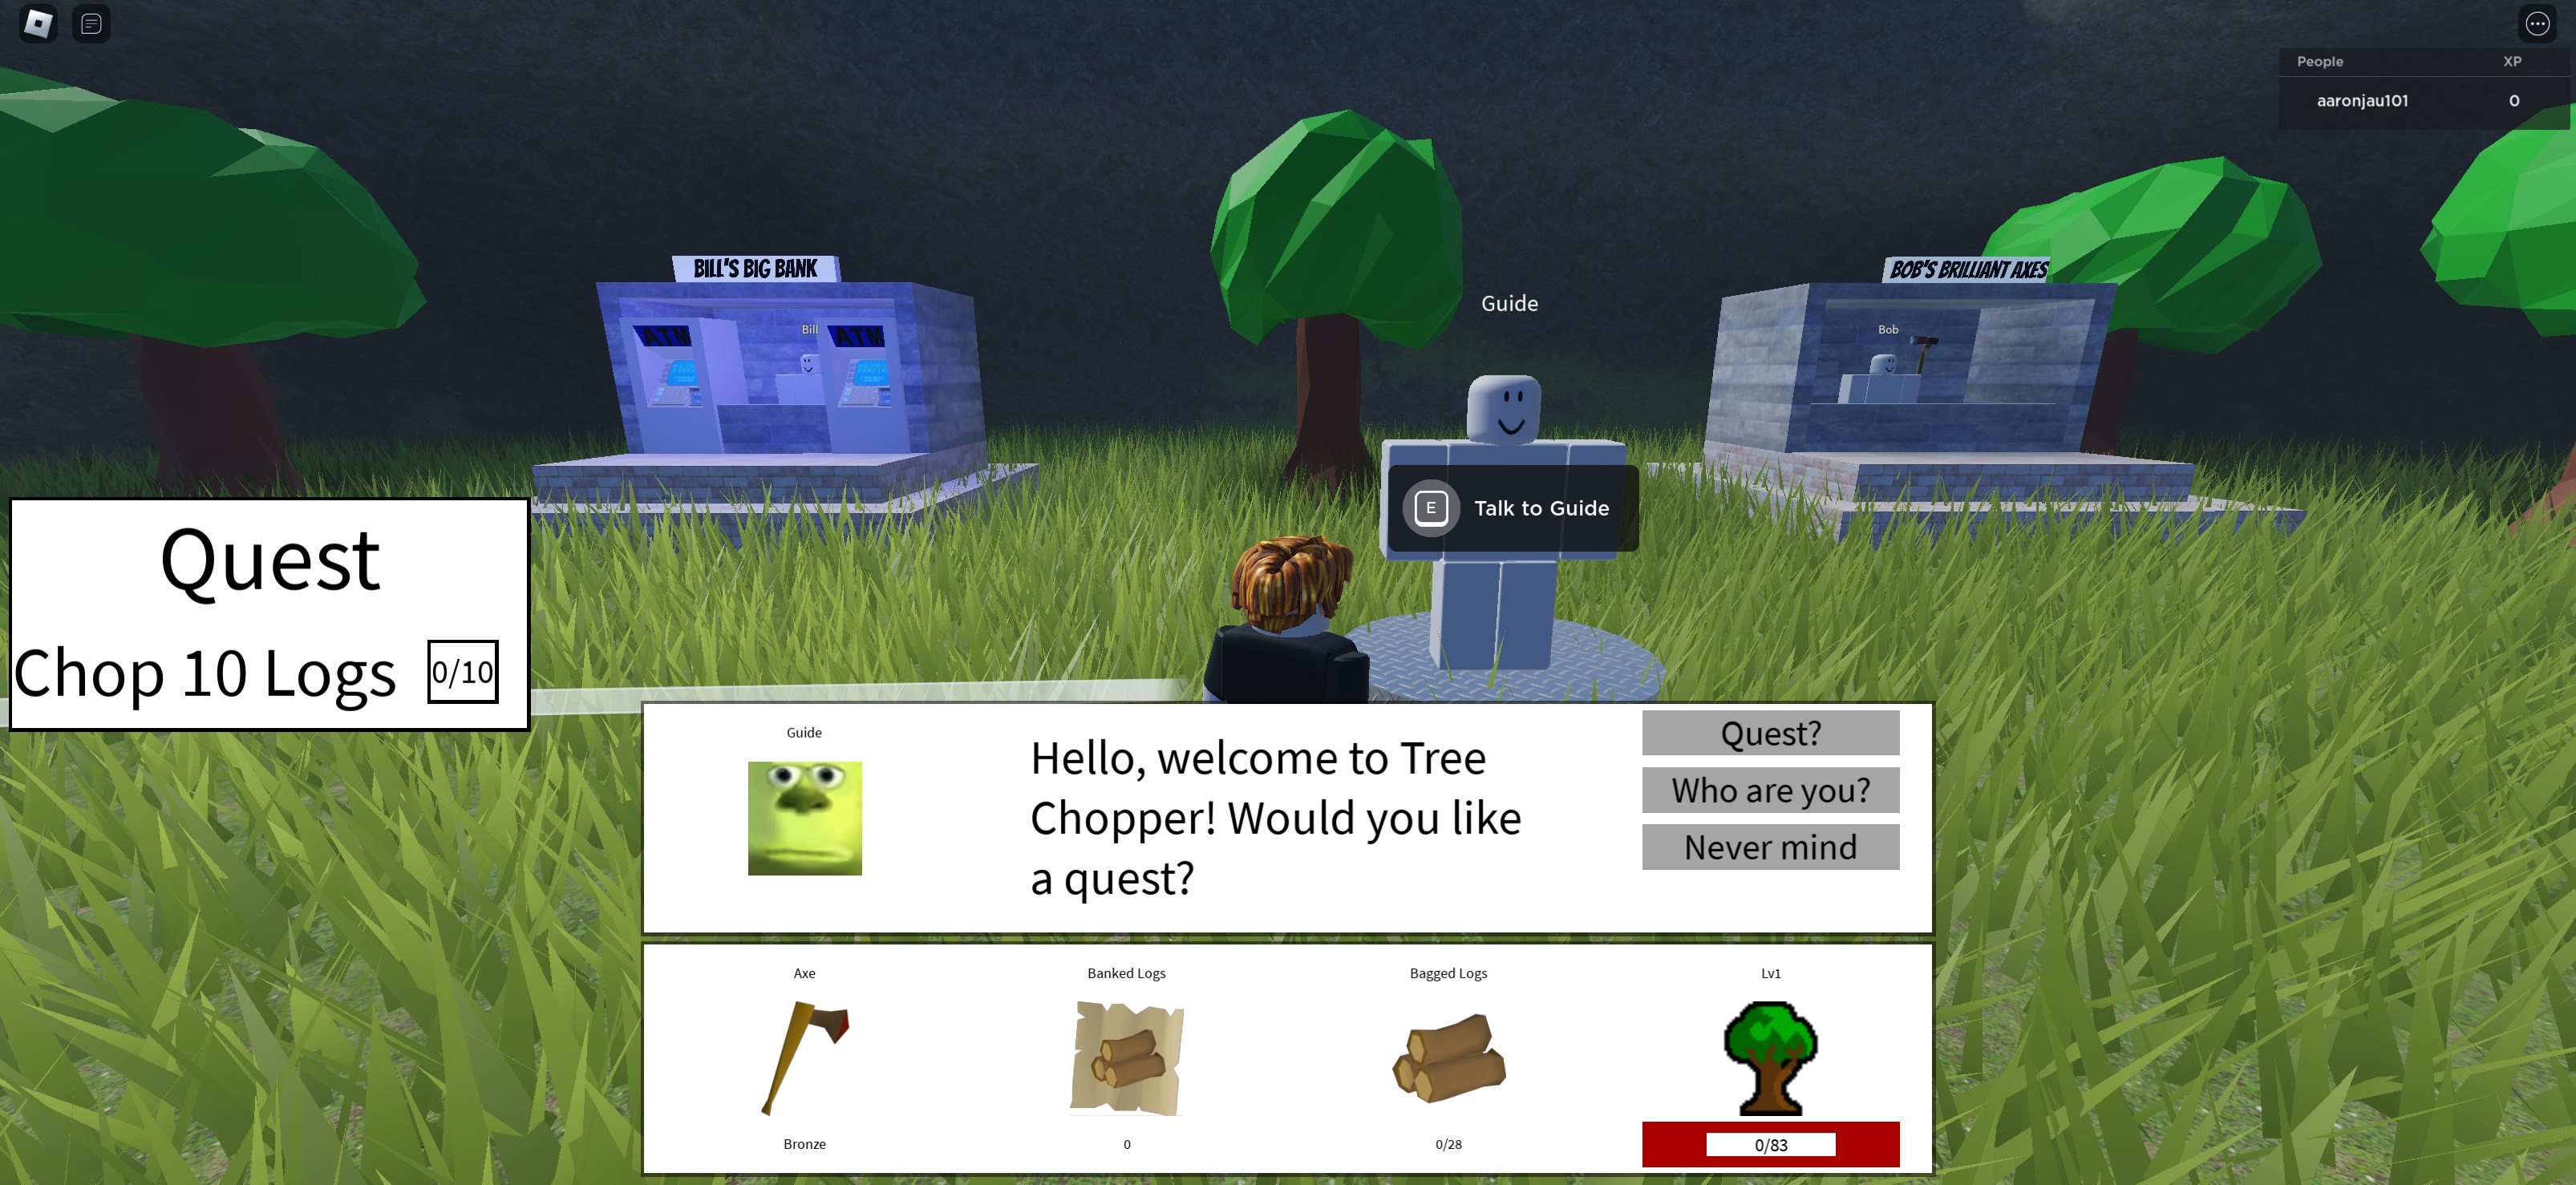 People XP
aaronjau101 0
BILL'S BIG BANK
BOB'S BRILLIANT AXES
Guide
Bill
Bob
ATM
ATM
E Talk to Guide
Quest
Chop 10 Logs 0/10
Guide
Hello, welcome to Tree
Chopper! Would you like
a quest?
Quest?
Who are you?
Never mind
Axe
Bronze
Banked Logs
0
Bagged Logs
0/28
Lv1
0/83